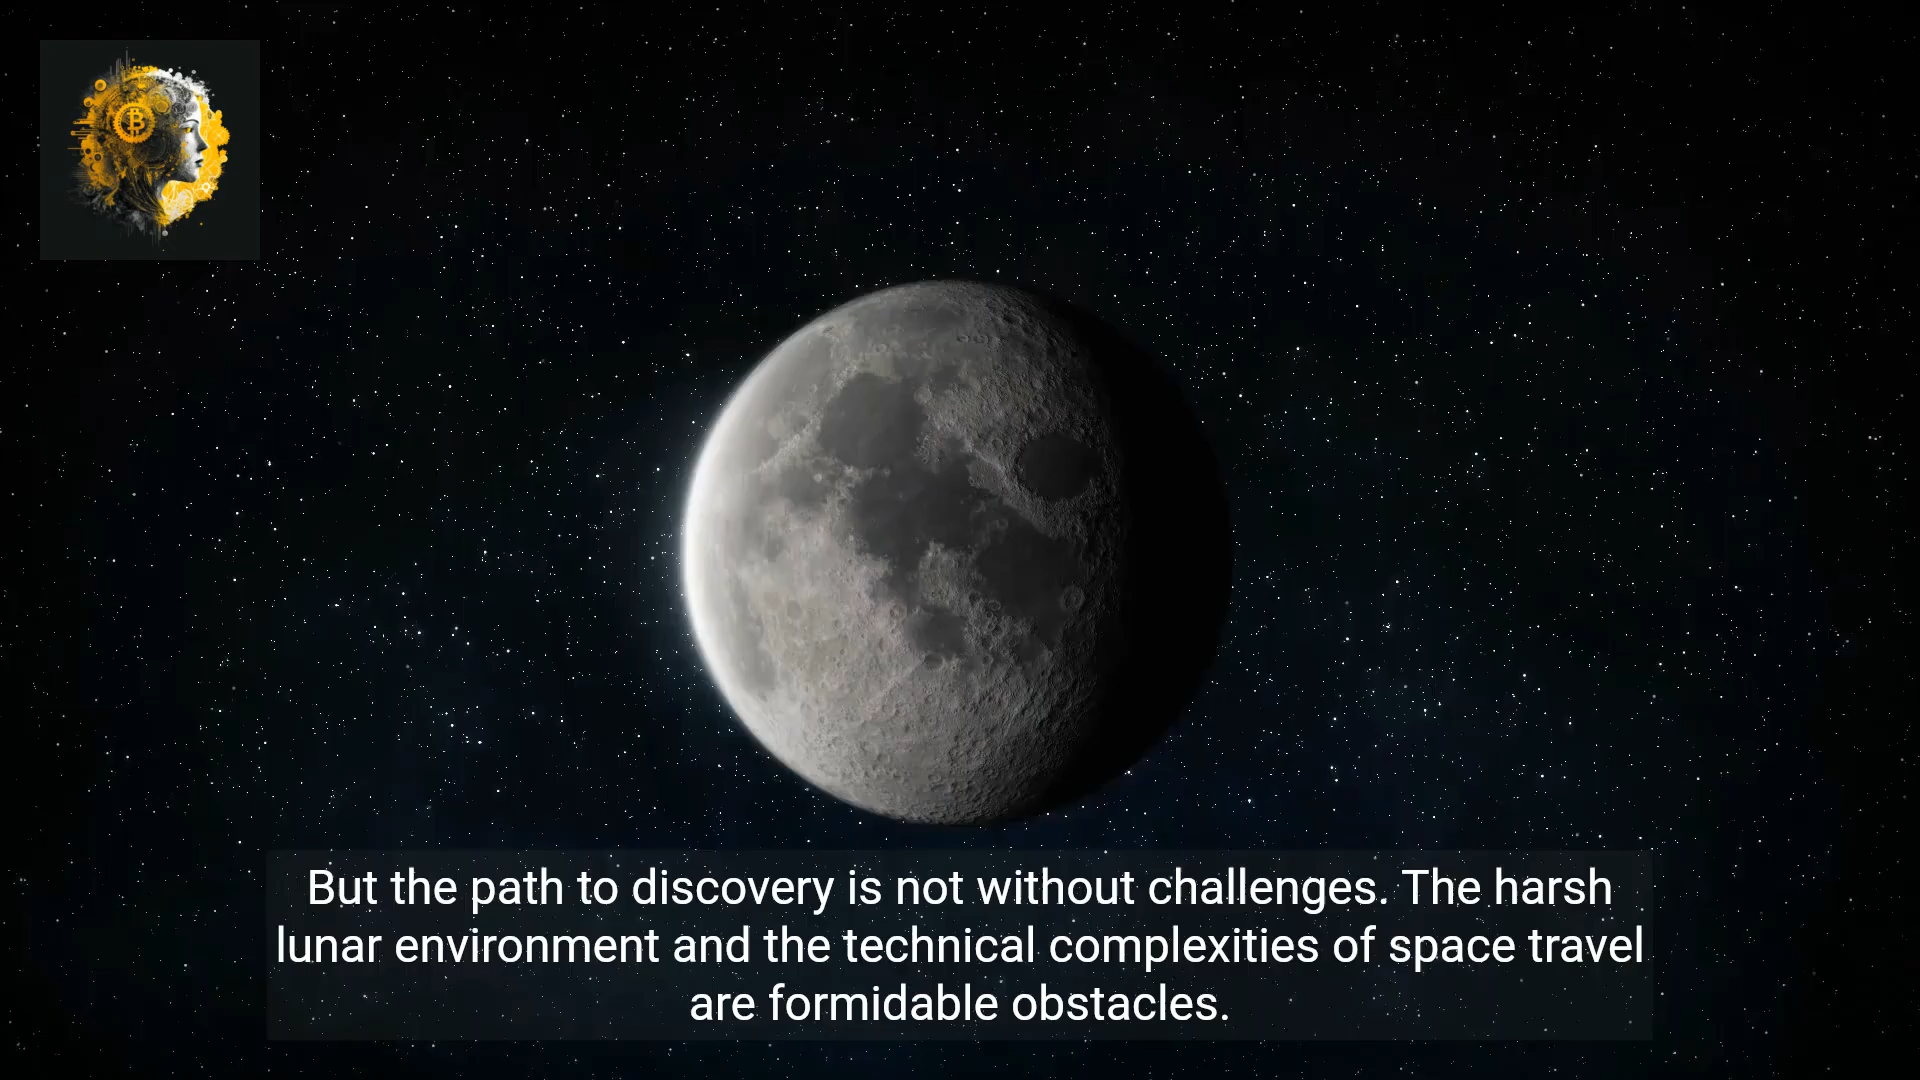 But the path to discovery is not without challenges. The harsh
lunar environment and the technical complexities of space travel
are formidable obstacles.